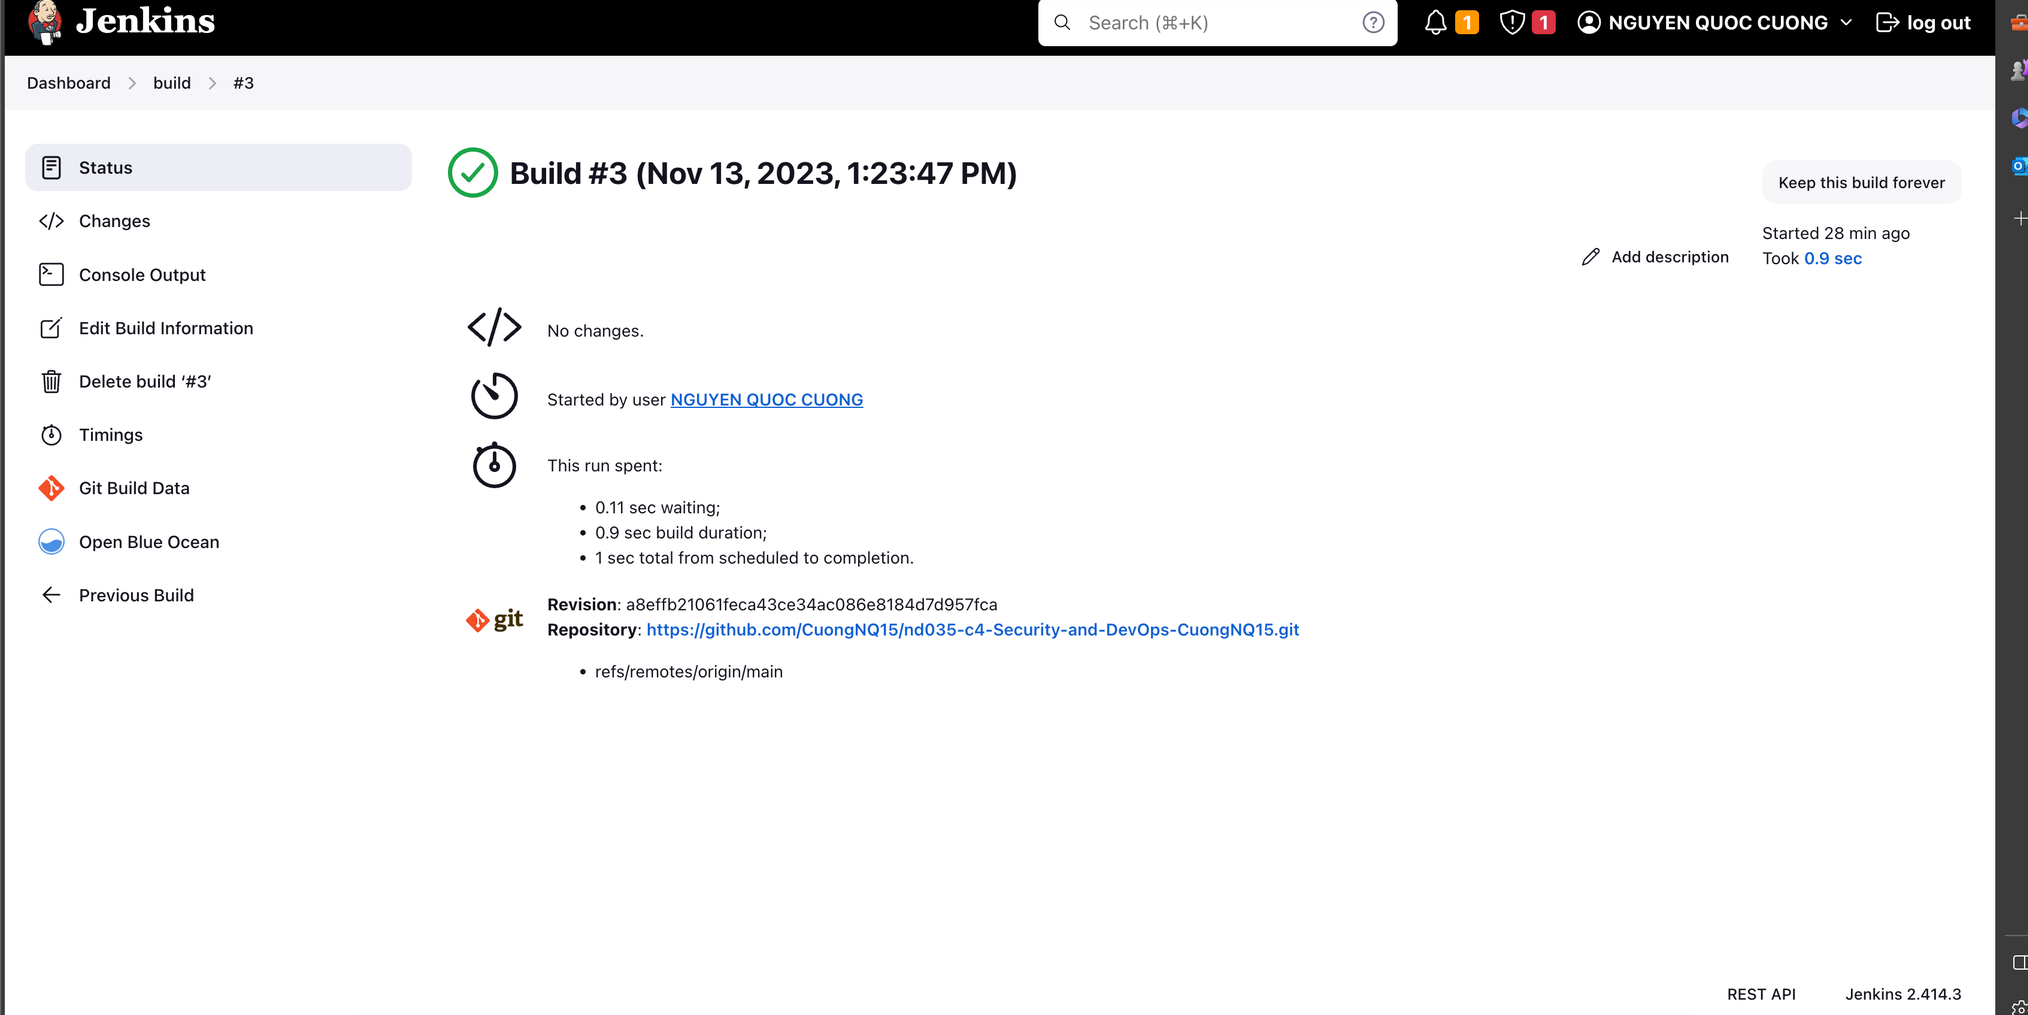 Jenkins
Search (⌘+K)
1
1
NGUYEN QUOC CUONG
log out
Dashboard
build
#3
Status
Changes
Console Output
Edit Build Information
Delete build ‘#3’
Timings
Git Build Data
Open Blue Ocean
Previous Build
Build #3 (Nov 13, 2023, 1:23:47 PM)
Keep this build forever
Add description
Started 28 min ago
Took 0.9 sec
No changes.
Started by user NGUYEN QUOC CUONG
This run spent:
• 0.11 sec waiting;
• 0.9 sec build duration;
• 1 sec total from scheduled to completion.
git
Revision: a8effb21061feca43ce34ac086e8184d7d957fca
Repository: https://github.com/CuongNQ15/nd035-c4-Security-and-DevOps-CuongNQ15.git
• refs/remotes/origin/main
REST API
Jenkins 2.414.3